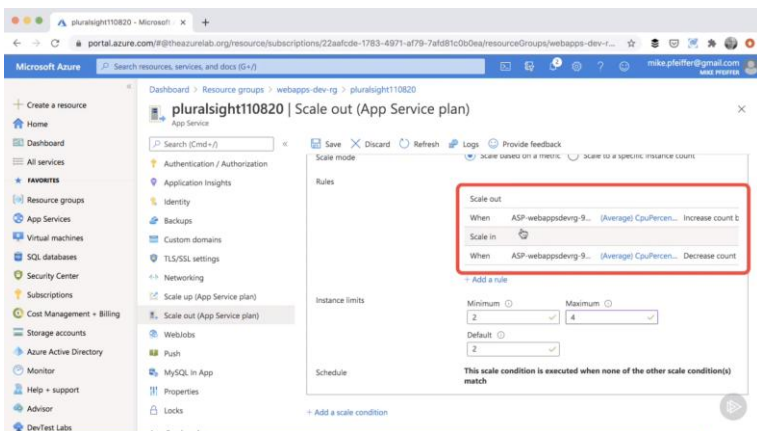 pluralsight110820 - Microsoft
portal.azure.com/#@theazurelab.org/resource/subscriptions/22aafcde-1783-4971-af79-7afd81c0b0ea/resourceGroups/webapps-dev-r...
Microsoft Azure
Search resources, services, and docs (G+/)
mike.pfeiffer@gmail.com
MIKE PFEIFFER
Create a resource
Home
Dashboard
All services
FAVORITES
Resource groups
App Services
Virtual machines
SQL databases
Security Center
Subscriptions
Cost Management + Billing
Storage accounts
Azure Active Directory
Monitor
Help + support
Advisor
DevTest Labs
Dashboard > Resource groups > webapps-dev-rg > pluralsight110820
pluralsight110820 | Scale out (App Service plan)
App Service
Search (Cmd+/)
Authentication / Authorization
Application Insights
Identity
Backups
Custom domains
TLS/SSL settings
Networking
Scale up (App Service plan)
Scale out (App Service plan)
WebJobs
Push
MySQL In App
Properties
Locks
Save Discard Refresh Logs Provide feedback
Scale mode
Scale based on a metric Scale to a specific instance count
Rules
Scale out
When ASP-webappsdevrg-9... (Average) CpuPercen... Increase count b
Scale in
When ASP-webappsdevrg-9... (Average) CpuPercen... Decrease count
+ Add a rule
Instance limits
Minimum Maximum
2 4
Default
2
Schedule
This scale condition is executed when none of the other scale condition(s)
match
+ Add a scale condition